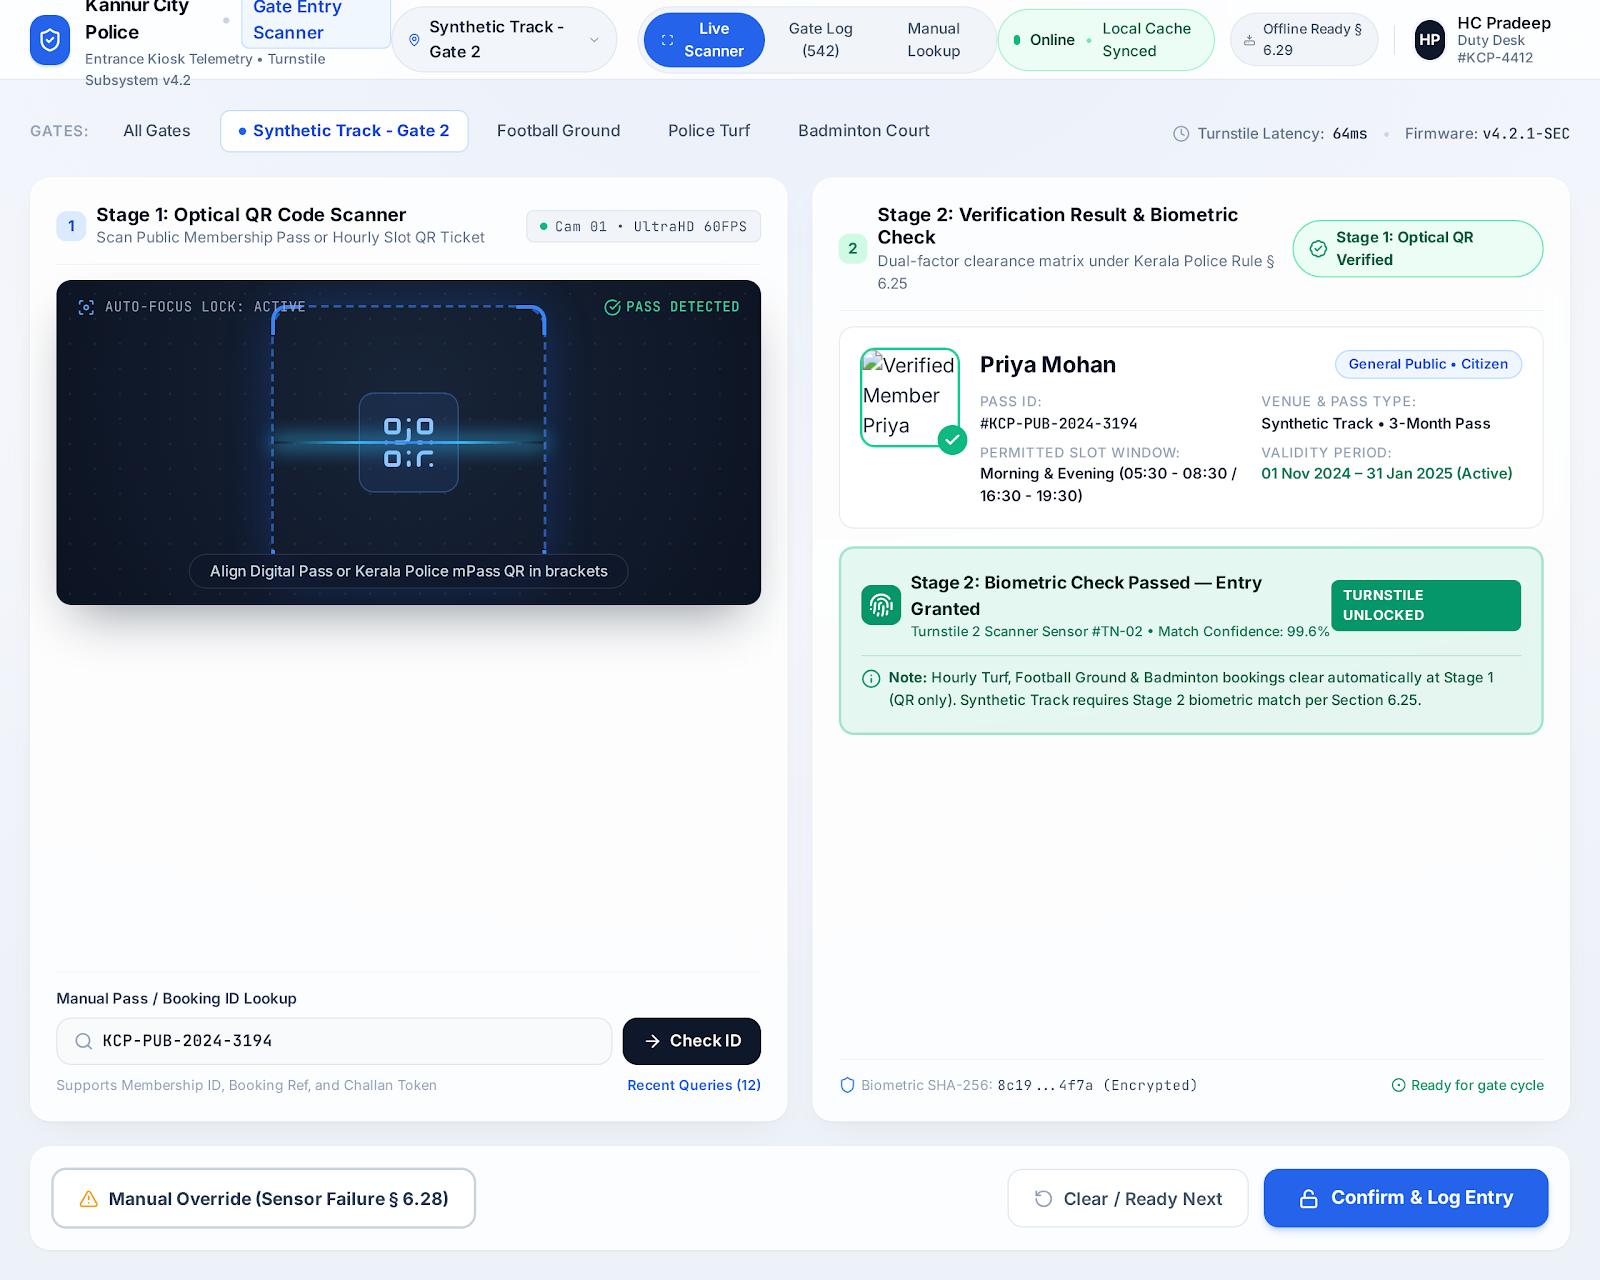 Kannur City
Police
Gate Entry
Scanner
Entrance Kiosk Telemetry • Turnstile
Subsystem v4.2
Synthetic Track -
Gate 2
Live
Scanner
Gate Log
(542)
Manual
Lookup
Online •
Local Cache
Synced
Offline Ready §
6.29
HP
HC Pradeep
Duty Desk
#KCP-4412
GATES:
All Gates
Synthetic Track - Gate 2
Football Ground
Police Turf
Badminton Court
Turnstile Latency: 64ms
Firmware: v4.2.1-SEC
1
Stage 1: Optical QR Code Scanner
Scan Public Membership Pass or Hourly Slot QR Ticket
Cam 01 • UltraHD 60FPS
AUTO-FOCUS LOCK: ACTIVE
PASS DETECTED
Align Digital Pass or Kerala Police mPass QR in brackets
Manual Pass / Booking ID Lookup
KCP-PUB-2024-3194
Check ID
Supports Membership ID, Booking Ref, and Challan Token
Recent Queries (12)
2
Stage 2: Verification Result & Biometric
Check
Dual-factor clearance matrix under Kerala Police Rule §
6.25
Stage 1: Optical QR
Verified
Verified
Member
Priya
Priya Mohan
General Public • Citizen
PASS ID:
#KCP-PUB-2024-3194
VENUE & PASS TYPE:
Synthetic Track • 3-Month Pass
PERMITTED SLOT WINDOW:
Morning & Evening (05:30 - 08:30 /
16:30 - 19:30)
VALIDITY PERIOD:
01 Nov 2024 – 31 Jan 2025 (Active)
Stage 2: Biometric Check Passed — Entry
Granted
Turnstile 2 Scanner Sensor #TN-02 • Match Confidence: 99.6%
TURNSTILE
UNLOCKED
Note: Hourly Turf, Football Ground & Badminton bookings clear automatically at Stage 1
(QR only). Synthetic Track requires Stage 2 biometric match per Section 6.25.
Biometric SHA-256: 8c19...4f7a (Encrypted)
Ready for gate cycle
Manual Override (Sensor Failure § 6.28)
Clear / Ready Next
Confirm & Log Entry